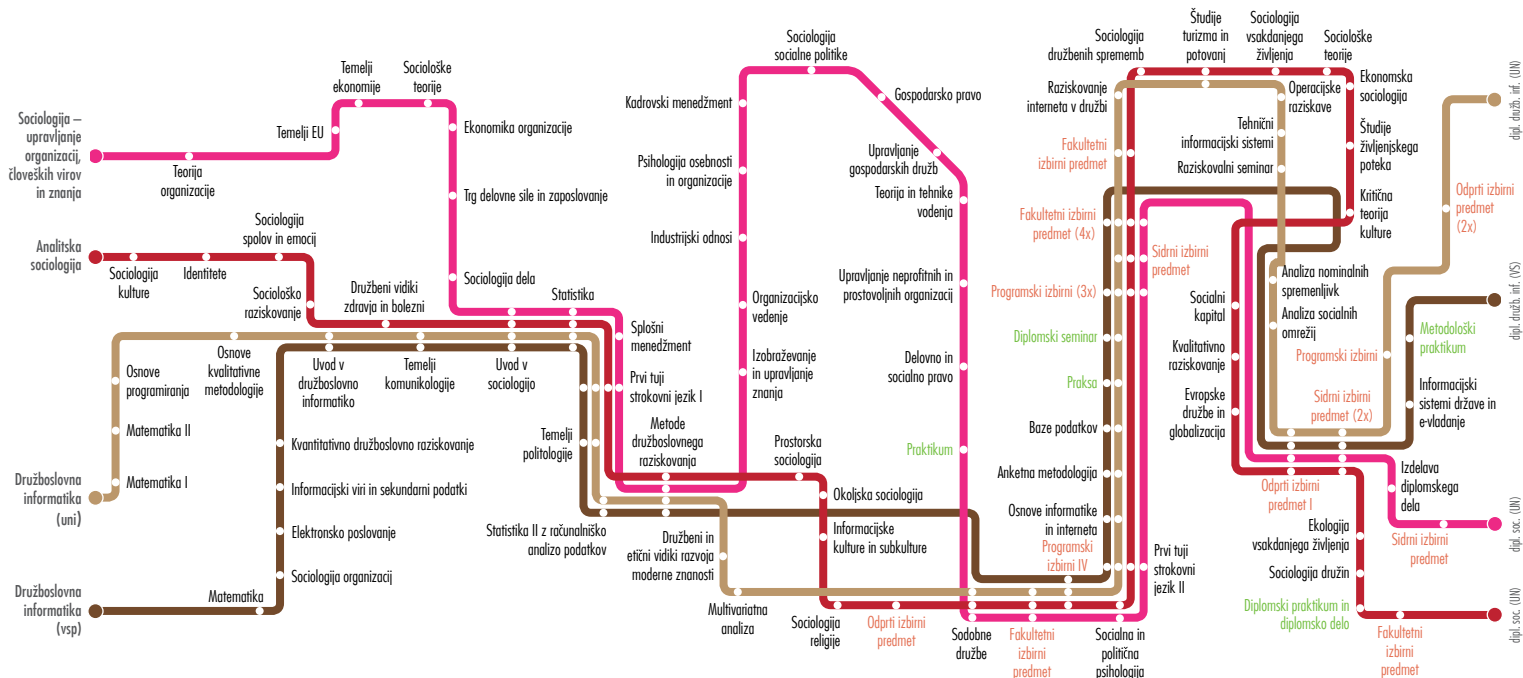 Sociologija –
upravljanje
organizacij,
človeških virov
in znanja
Teorija
organizacije
Temelji EU
Temelji
ekonomije
Sociološke
teorije
Ekonomika organizacije
Trg delovne sile in zaposlovanje
Sociologija dela
Analitska
sociologija
Sociologija
kulture
Identitete
Sociologija
spolov in emocij
Sociološko
raziskovanje
Družbeni vidiki
zdravja in bolezni
Statistika
Splošni
menedžment
Družboslovna
informatika
(uni)
Matematika I
Matematika II
Osnove
programiranja
Osnove
kvalitativne
metodologije
Uvod v
družboslovno
informatiko
Temelji
komunikologije
Uvod v
sociologijo
Prvi tuji
strokovni jezik I
Temelji
politologije
Metode
družboslovnega
raziskovanja
Družboslovna
informatika
(vsp)
Matematika
Sociologija organizacij
Elektronsko poslovanje
Informacijski viri in sekundarni podatki
Kvantitativno družboslovno raziskovanje
Statistika II z računalniško
analizo podatkov
Družbeni in
etični vidiki razvoja
moderne znanosti
Multivariatna
analiza
Kadrovski menedžment
Psihologija osebnosti
in organizacije
Industrijski odnosi
Organizacijsko
vedenje
Izobraževanje
in upravljanje
znanja
Sociologija
socialne politike
Gospodarsko pravo
Upravljanje
gospodarskih družb
Teorija in tehnike
vodenja
Upravljanje neprofitnih in
prostovoljnih organizacij
Delovno in
socialno pravo
Praktikum
Prostorska
sociologija
Okoljska sociologija
Informacijske
kulture in subkulture
Sociologija
religije
Odprti izbirni
predmet
Sodobne
družbe
Fakultetni
izbirni
predmet
Socialna in
politična
psihologija
Programski
izbirni IV
Osnove informatike
in interneta
Anketna metodologija
Baze podatkov
Praksa
Diplomski seminar
Programski izbirni (3x)
Fakultetni izbirni
predmet (4x)
Fakultetni
izbirni predmet
Raziskovanje
interneta v družbi
Sociologija
družbenih sprememb
Študije
turizma in
potovanj
Sociologija
vsakdanjega
življenja
Sociološke
teorije
Ekonomska
sociologija
Študije
življenjskega
poteka
Kritična
teorija
kulture
Operacijske
raziskave
Tehnični
informacijski sistemi
Raziskovalni seminar
Sidrni izbirni
predmet
Prvi tuji
strokovni
jezik II
Socialni
kapital
Kvalitativno
raziskovanje
Evropske
družbe in
globalizacija
Analiza nominalnih
spremenljivk
Analiza socialnih
omrežij
Programski izbirni
Sidrni izbirni
predmet (2x)
Odprti izbirni
predmet
(2x)
Metodološki
praktikum
Informacijski
sistemi države in
e-vladanje
Odprti izbirni
predmet I
Izdelava
diplomskega
dela
Sidrni izbirni
predmet
Ekologija
vsakdanjega življenja
Sociologija družin
Diplomski praktikum in
diplomsko delo
Fakultetni
izbirni
predmet
dipl. družb. inf. (UN)
dipl. družb. inf. (VS)
dipl. soc. (UN)
dipl. soc. (UN)